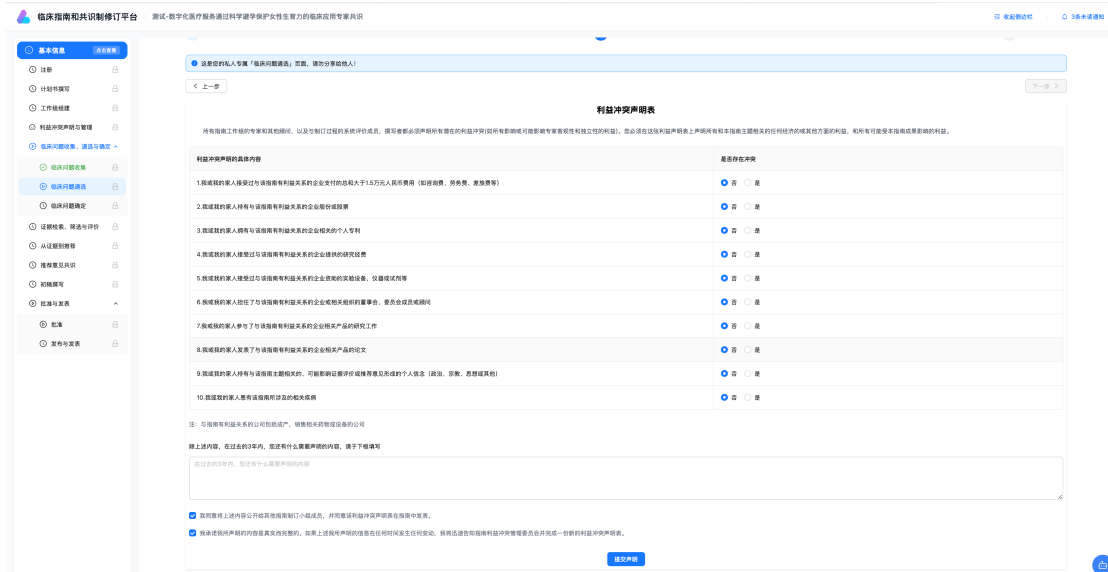 临床指南和共识制修订平台 测试-数字化医疗服务通过科学避孕保护女性生育力的临床应用专家共识 收起侧边栏 3条未读通知
基本信息 点击查看
注册
计划书撰写
工作组组建
利益冲突声明与管理
临床问题收集、遴选与确定
临床问题收集
临床问题遴选
临床问题确定
证据检索、筛选与评价
从证据到推荐
推荐意见共识
初稿撰写
批准与发表
批准
发布与发表
这是您的私人专属「临床问题遴选」页面，请勿分享给他人！
上一步 下一步
利益冲突声明表
所有指南工作组的专家和其他顾问、以及与制订过程的系统评价成员、撰写者都必须声明所有潜在的利益冲突(如所有影响或可能影响专家客观性和独立性的利益)。您必须在这张利益声明表上声明所有和本指南主题相关的任何经济的或其他方面的利益，和所有可能受本指南成果影响的利益。
利益冲突声明的具体内容 是否存在冲突
1.我或我的家人接受过与该指南有利益关系的企业支付的总和大于1.5万元人民币费用（如咨询费、劳务费、差旅费等） 否 是
2.我或我的家人持有与该指南有利益关系的企业股份或股票 否 是
3.我或我的家人拥有与该指南有利益关系的企业相关的个人专利 否 是
4.我或我的家人接受过与该指南有利益关系的企业提供的研究经费 否 是
5.我或我的家人接受过与该指南有利益关系的企业资助的实验设备、仪器或试剂等 否 是
6.我或我的家人担任了与该指南有利益关系的企业或相关组织的董事会、委员会成员或顾问 否 是
7.我或我的家人参与了与该指南有利益关系的企业相关产品的研究工作 否 是
8.我或我的家人发表了与该指南有利益关系的企业相关产品的论文 否 是
9.我或我的家人持有与该指南主题相关的、可能影响证据评价或推荐意见形成的个人信念（政治、宗教、思想或其他） 否 是
10.我或我的家人患有该指南所涉及的相关疾病 否 是
注：与指南有利益关系的公司包括成产、销售相关药物或设备的公司
除上述内容，在过去的3年内，您还有什么需要声明的内容，请于下框填写
在过去的3年内，您还有什么需要声明的内容
我同意将上述内容公开给其他指南制订小组成员，并同意该利益冲突声明表在指南中发表。
我承诺我所声明的内容是真实而完整的。如果上述我所声明的信息在任何时间发生任何变动，我将迅速告知指南利益冲突管理委员会并完成一份新的利益冲突声明表。
提交声明